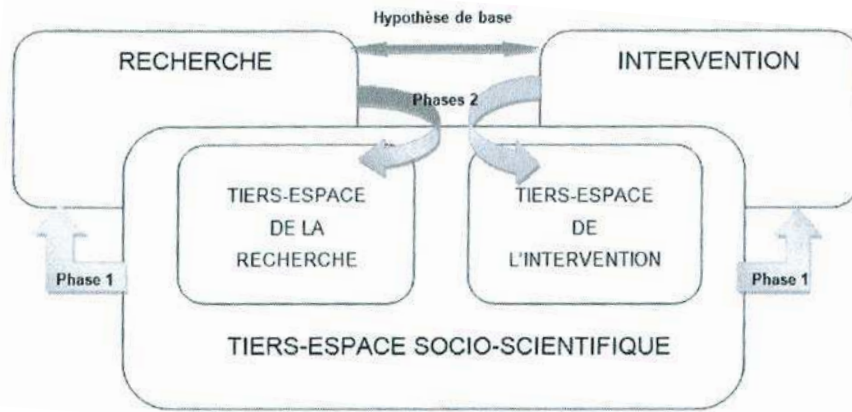 Hypothèse de base
RECHERCHE
INTERVENTION
Phases 2
TIERS-ESPACE
DE LA
RECHERCHE
TIERS-ESPACE
DE
L'INTERVENTION
Phase 1
Phase 1
TIERS-ESPACE SOCIO-SCIENTIFIQUE